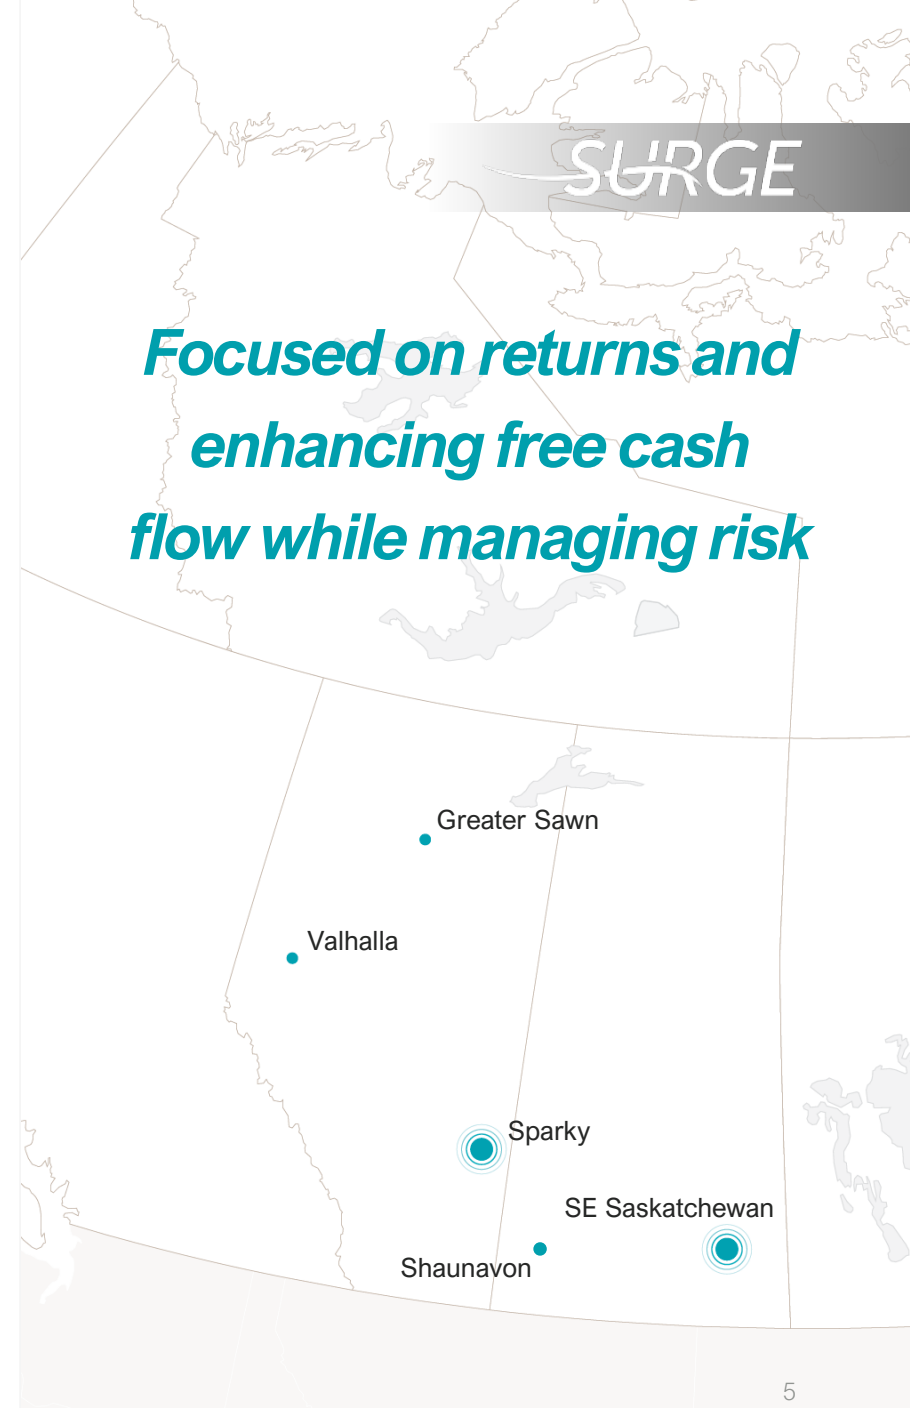 SURGE
Focused on returns and
enhancing free cash
flow while managing risk
Greater Sawn
Valhalla
Sparky
SE Saskatchewan
Shaunavon
5